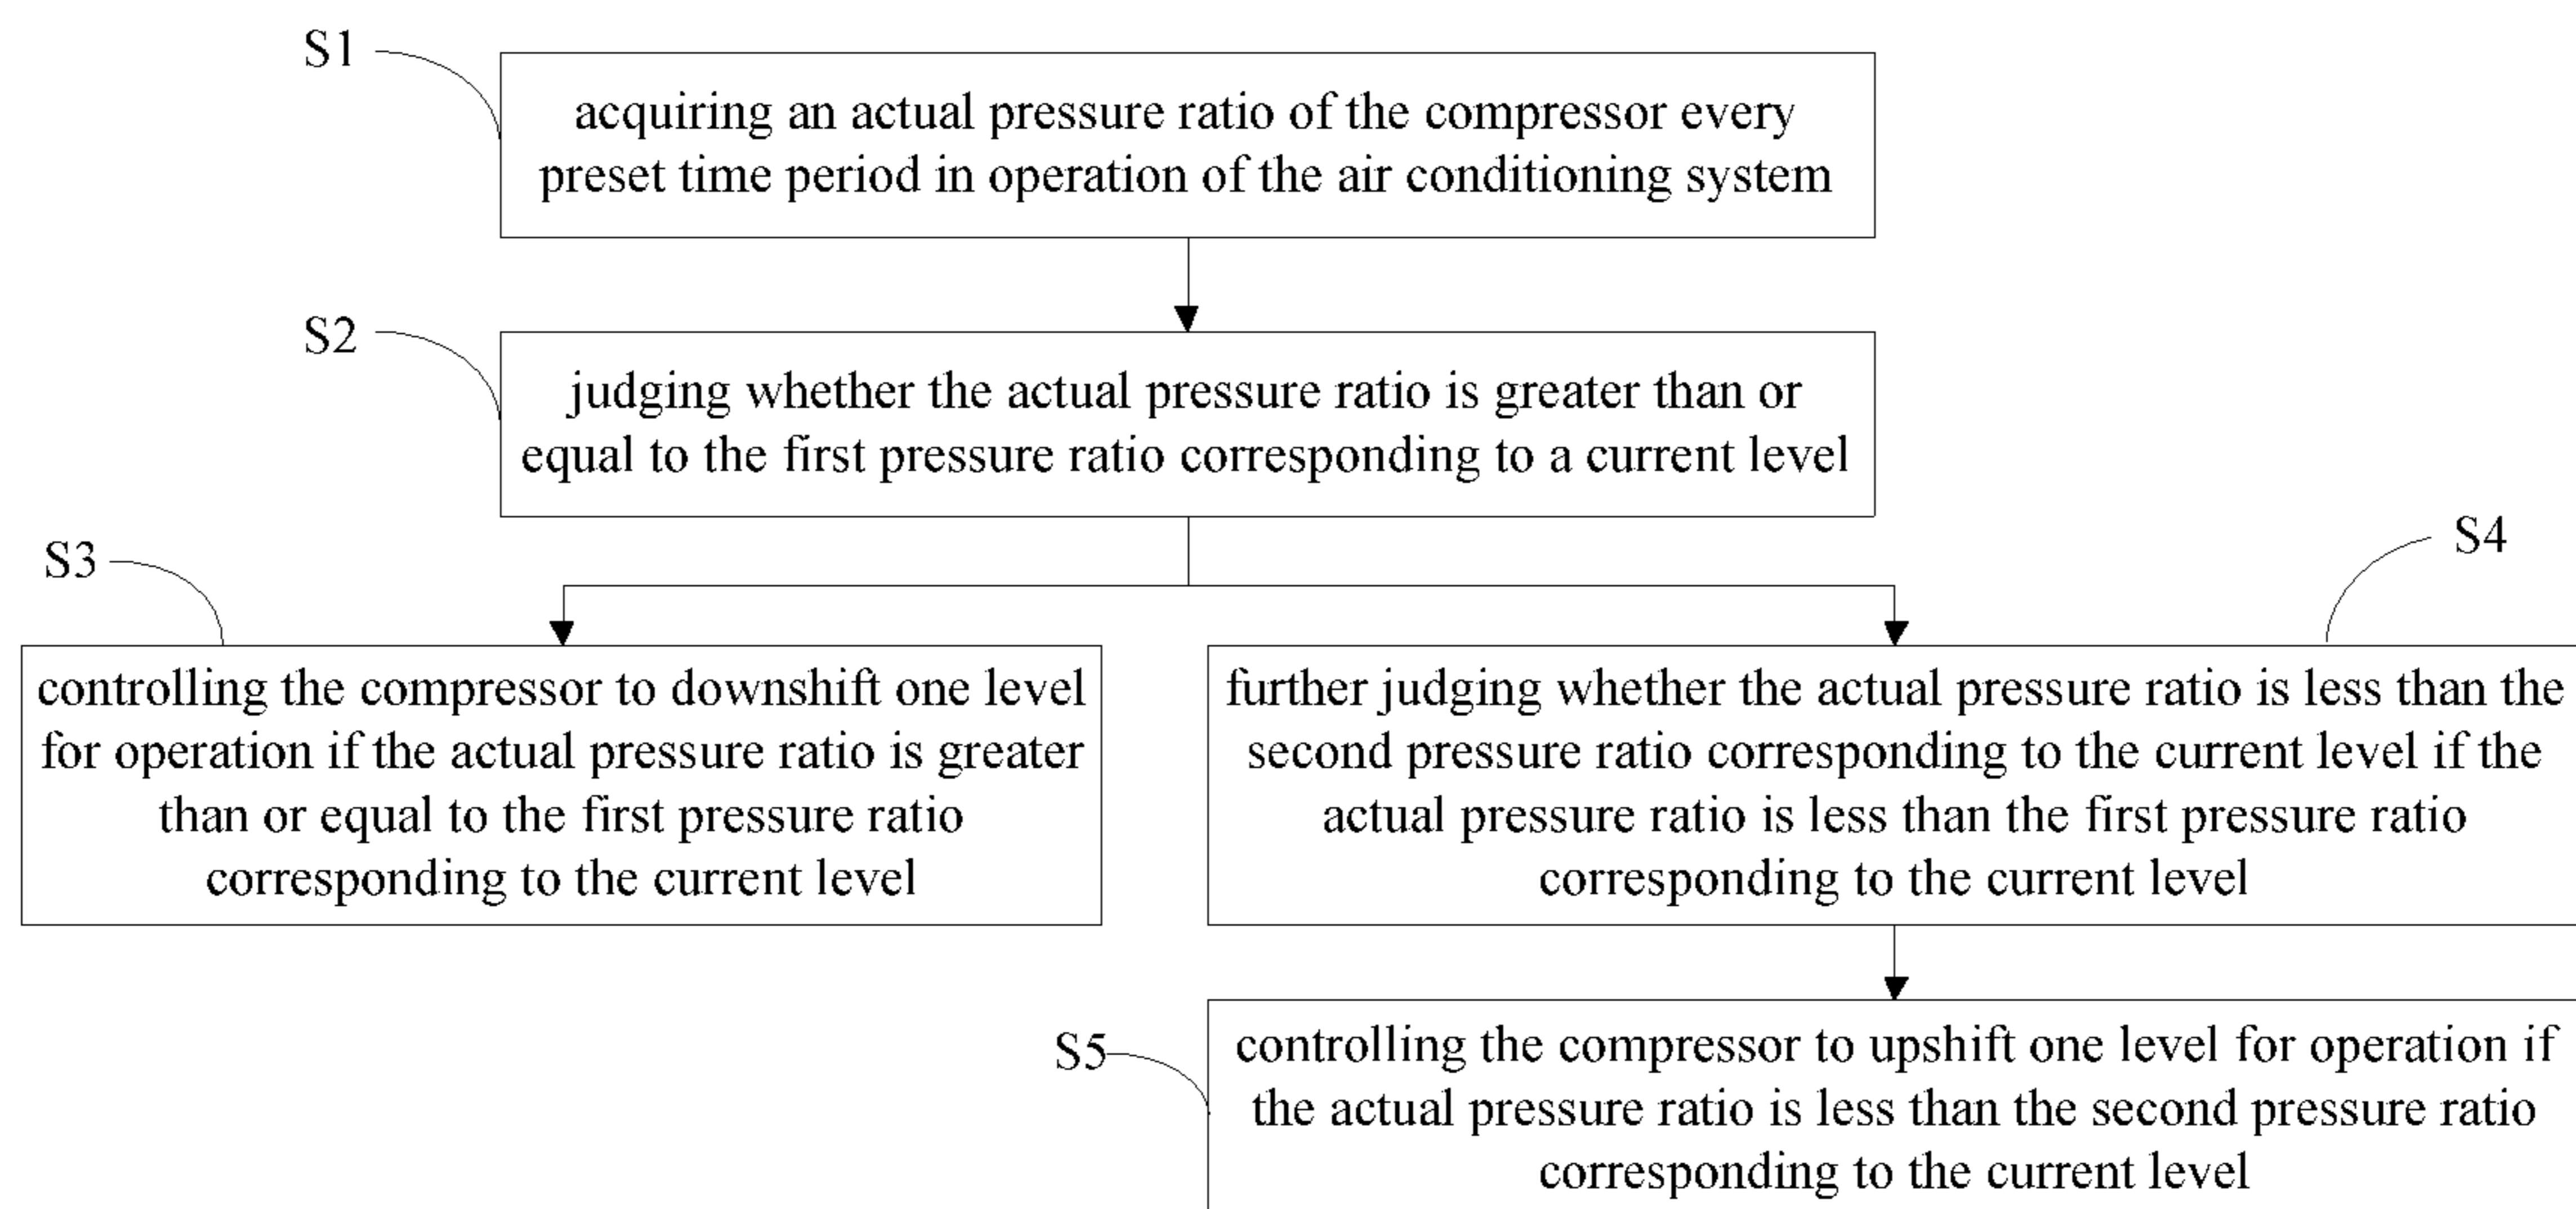 S1
acquiring an actual pressure ratio of the compressor every
preset time period in operation of the air conditioning system
S2
judging whether the actual pressure ratio is greater than or
equal to the first pressure ratio corresponding to a current level
S3
controlling the compressor to downshift one level
for operation if the actual pressure ratio is greater
than or equal to the first pressure ratio
corresponding to the current level
S4
further judging whether the actual pressure ratio is less than the
second pressure ratio corresponding to the current level if the
actual pressure ratio is less than the first pressure ratio
corresponding to the current level
S5
controlling the compressor to upshift one level for operation if
the actual pressure ratio is less than the second pressure ratio
corresponding to the current level